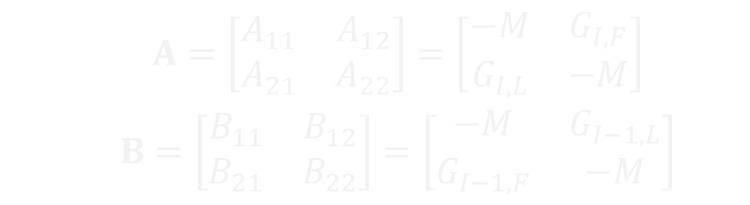 𝐀 = [A₁₁ A₁₂] = [−M G_{I,F}]
[A₂₁ A₂₂] [G_{I,L} −M]
𝐁 = [B₁₁ B₁₂] = [−M G_{I−1,L}]
[B₂₁ B₂₂] [G_{I−1,F} −M]